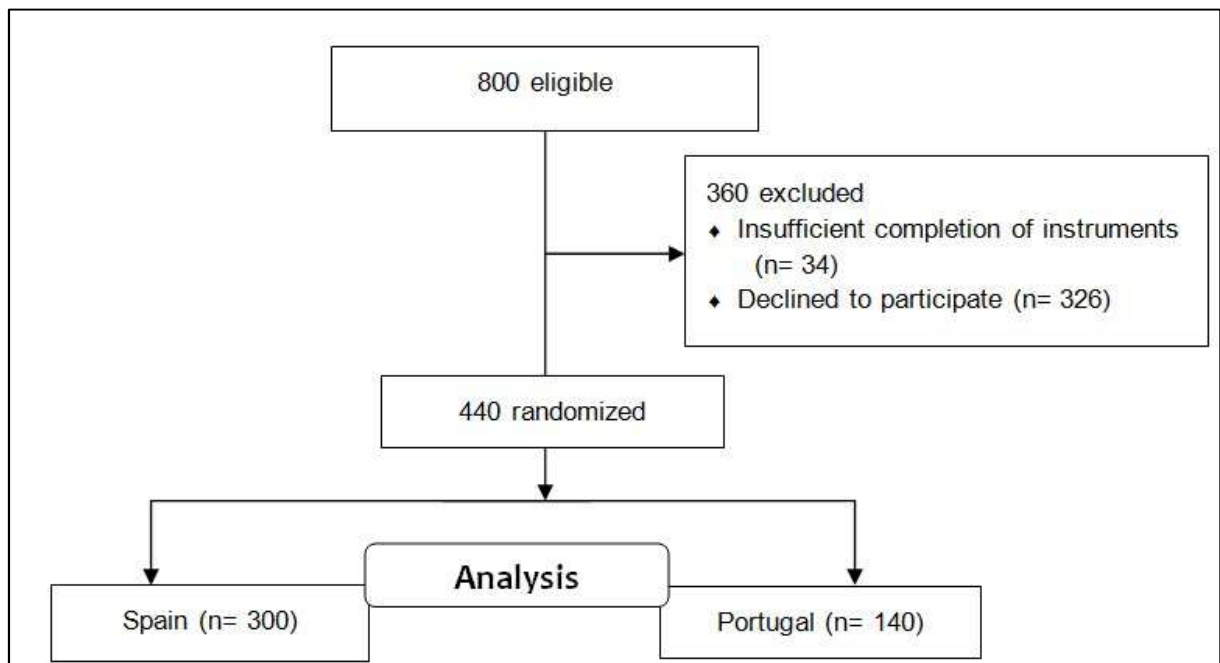 800 eligible
360 excluded
♦ Insufficient completion of instruments
(n= 34)
♦ Declined to participate (n= 326)
440 randomized
Analysis
Spain (n= 300)
Portugal (n= 140)